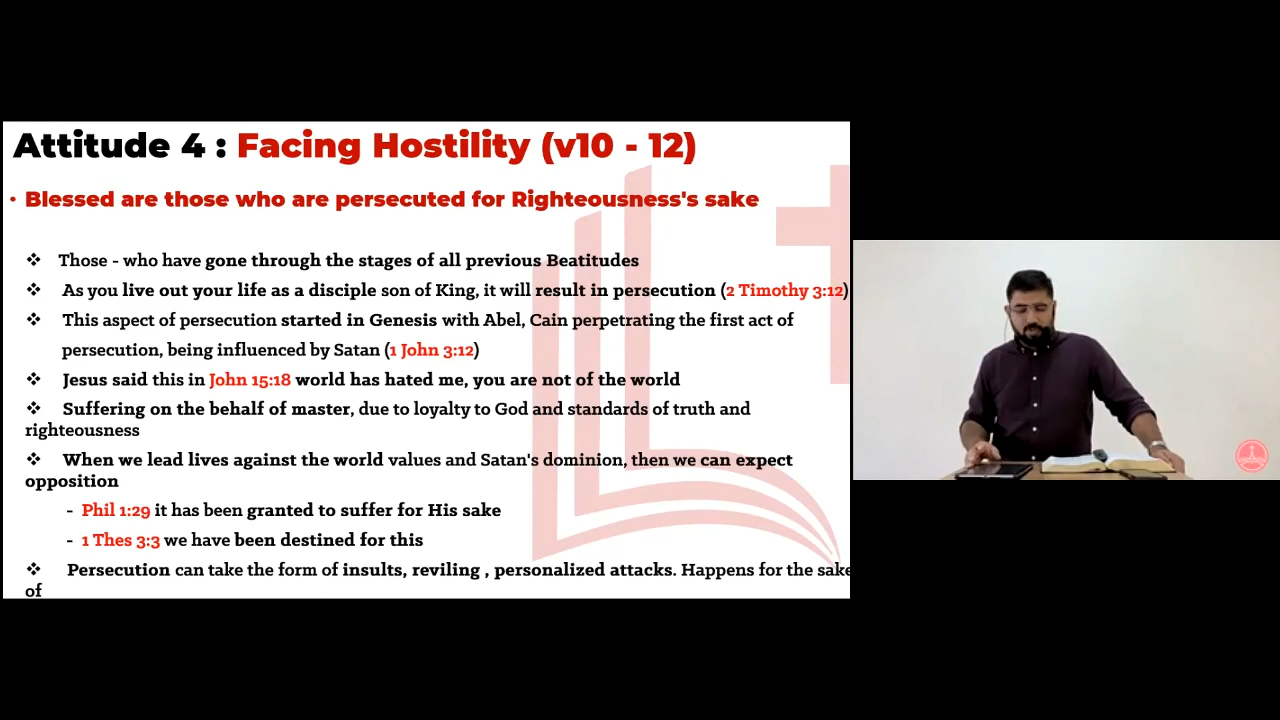 Attitude 4 : Facing Hostility (v10 - 12)
• Blessed are those who are persecuted for Righteousness's sake
❖ Those - who have gone through the stages of all previous Beatitudes
❖ As you live out your life as a disciple son of King, it will result in persecution (2 Timothy 3:12)
❖ This aspect of persecution started in Genesis with Abel, Cain perpetrating the first act of
persecution, being influenced by Satan (1 John 3:12)
❖ Jesus said this in John 15:18 world has hated me, you are not of the world
❖ Suffering on the behalf of master, due to loyalty to God and standards of truth and
righteousness
❖ When we lead lives against the world values and Satan's dominion, then we can expect
opposition
- Phil 1:29 it has been granted to suffer for His sake
- 1 Thes 3:3 we have been destined for this
❖ Persecution can take the form of insults, reviling , personalized attacks. Happens for the sake
of